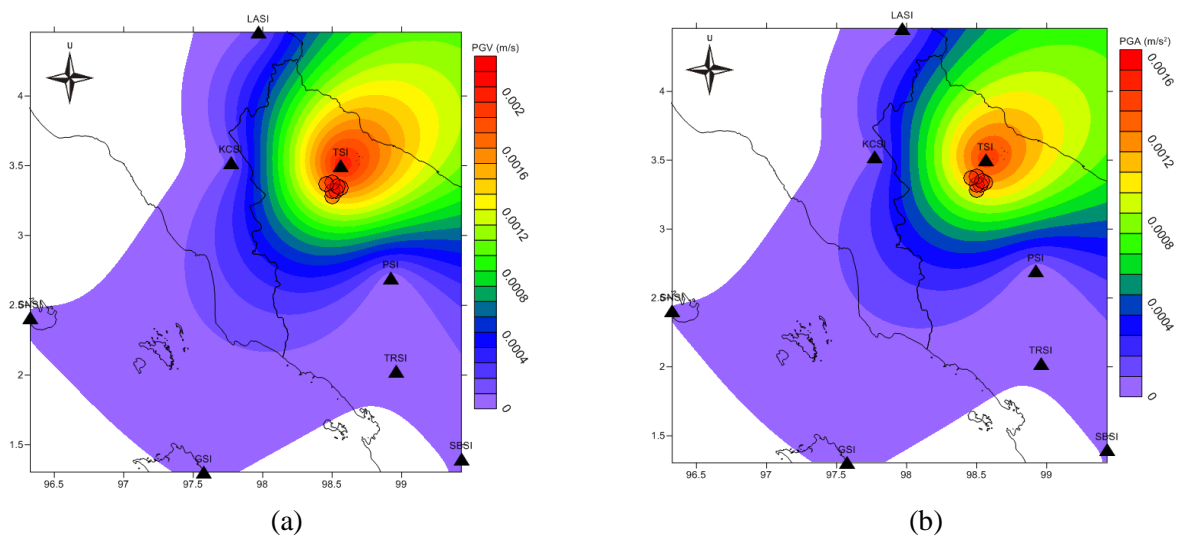 LASI
PGV (m/s)
U
4
KCSI
TSI
3.5
3
PSI
2.5
SNSI
TRSI
2
1.5
SBSI
GSI
96.5 97 97.5 98 98.5 99
0.002
0.0016
0.0012
0.0008
0.0004
0
(a)
LASI
PGA (m/s²)
U
4
KCSI
TSI
3.5
3
PSI
2.5
SNSI
TRSI
2
1.5
SBSI
GSI
96.5 97 97.5 98 98.5 99
0.0016
0.0012
0.0008
0.0004
0
(b)